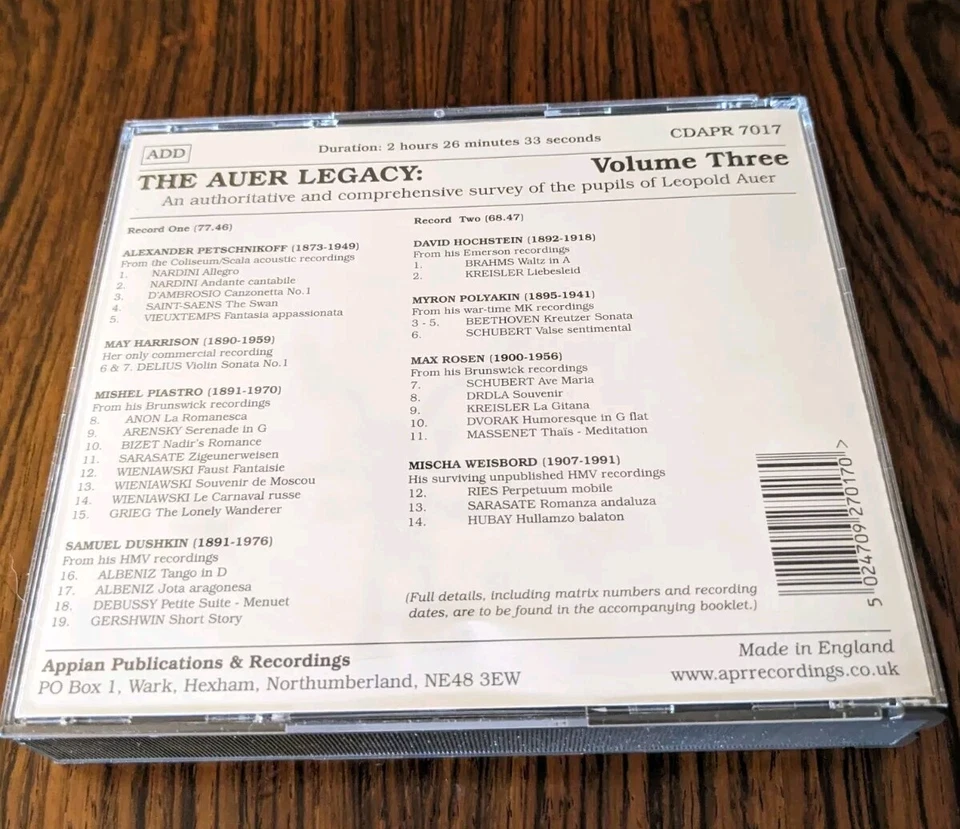 ADD
Duration: 2 hours 26 minutes 33 seconds
CDAPR 7017
THE AUER LEGACY:
Volume Three
An authoritative and comprehensive survey of the pupils of Leopold Auer
Record One (77.46)
ALEXANDER PETSCHNIKOFF (1873-1949)
From the Coliseum/Scala acoustic recordings
1. NARDINI Allegro
2. NARDINI Andante cantabile
3. D'AMBROSIO Canzonetta No.1
4. SAINT-SAENS The Swan
5. VIEUXTEMPS Fantasia appassionata
MAY HARRISON (1890-1959)
Her only commercial recording
6 & 7. DELIUS Violin Sonata No.1
MISHEL PIASTRO (1891-1970)
From his Brunswick recordings
8. ANON La Romanesca
9. ARENSKY Serenade in G
10. BIZET Nadir's Romance
11. SARASATE Zigeunerweisen
12. WIENIAWSKI Faust Fantaisie
13. WIENIAWSKI Souvenir de Moscou
14. WIENIAWSKI Le Carnaval russe
15. GRIEG The Lonely Wanderer
SAMUEL DUSHKIN (1891-1976)
From his HMV recordings
16. ALBENIZ Tango in D
17. ALBENIZ Jota aragonesa
18. DEBUSSY Petite Suite - Menuet
19. GERSHWIN Short Story
Record Two (68.47)
DAVID HOCHSTEIN (1892-1918)
From his Emerson recordings
1. BRAHMS Waltz in A
2. KREISLER Liebesleid
MYRON POLYAKIN (1895-1941)
From his war-time MK recordings
3 - 5. BEETHOVEN Kreutzer Sonata
6. SCHUBERT Valse sentimental
MAX ROSEN (1900-1956)
From his Brunswick recordings
7. SCHUBERT Ave Maria
8. DRDLA Souvenir
9. KREISLER La Gitana
10. DVORAK Humoresque in G flat
11. MASSENET Thaïs - Meditation
MISCHA WEISBORD (1907-1991)
His surviving unpublished HMV recordings
12. RIES Perpetuum mobile
13. SARASATE Romanza andaluza
14. HUBAY Hullamzo balaton
(Full details, including matrix numbers and recording
dates, are to be found in the accompanying booklet.)
5 024709 270170 >
Appian Publications & Recordings
PO Box 1, Wark, Hexham, Northumberland, NE48 3EW
Made in England
www.aprrecordings.co.uk